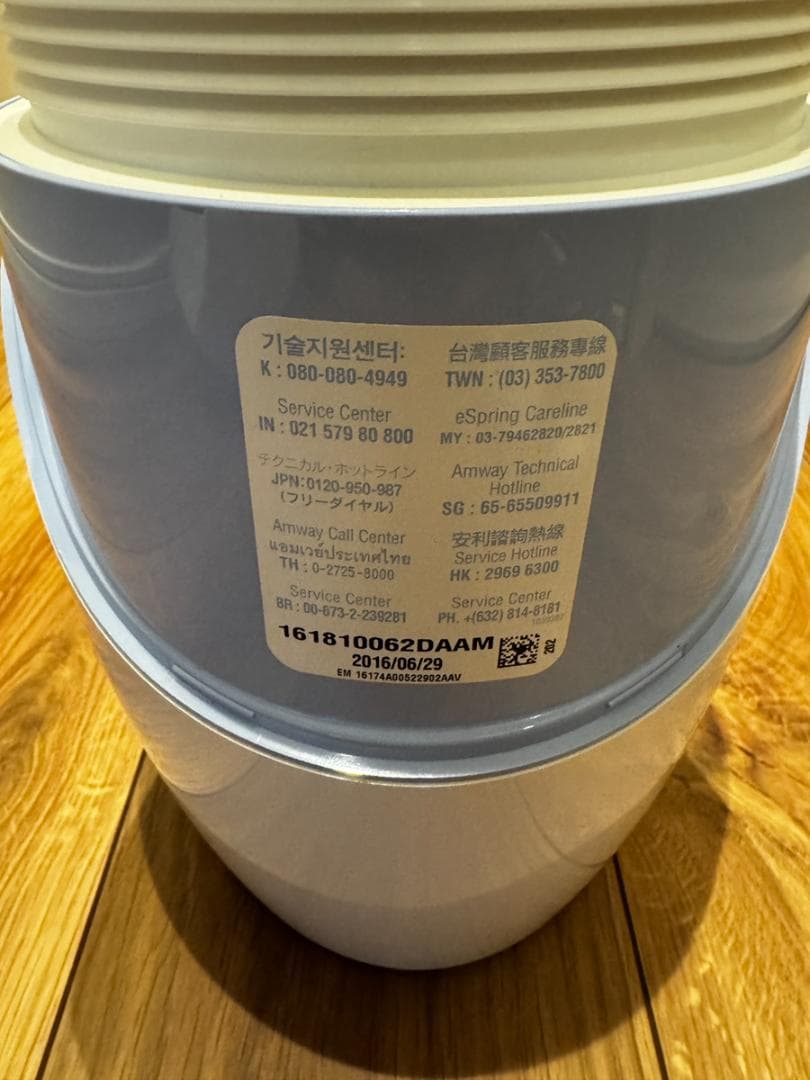 기술지원센터:
K : 080-080-4949
Service Center
IN : 021 579 80 800
テクニカル・ホットライン
JPN:0120-950-987
(フリーダイヤル)
Amway Call Center
แอมเวย์ประเทศไทย
TH : 0-2725-8000
Service Center
BR : 00-673-2-239281
台灣顧客服務專線
TWN : (03) 353-7800
eSpring Careline
MY : 03-79462820/2821
Amway Technical
Hotline
SG : 65-65509911
安利諮詢熱線
Service Hotline
HK : 2969 6300
Service Center
PH. +(632) 814-8181
161810062DAAM
2016/06/29
EM 16174A00522902AAV
202